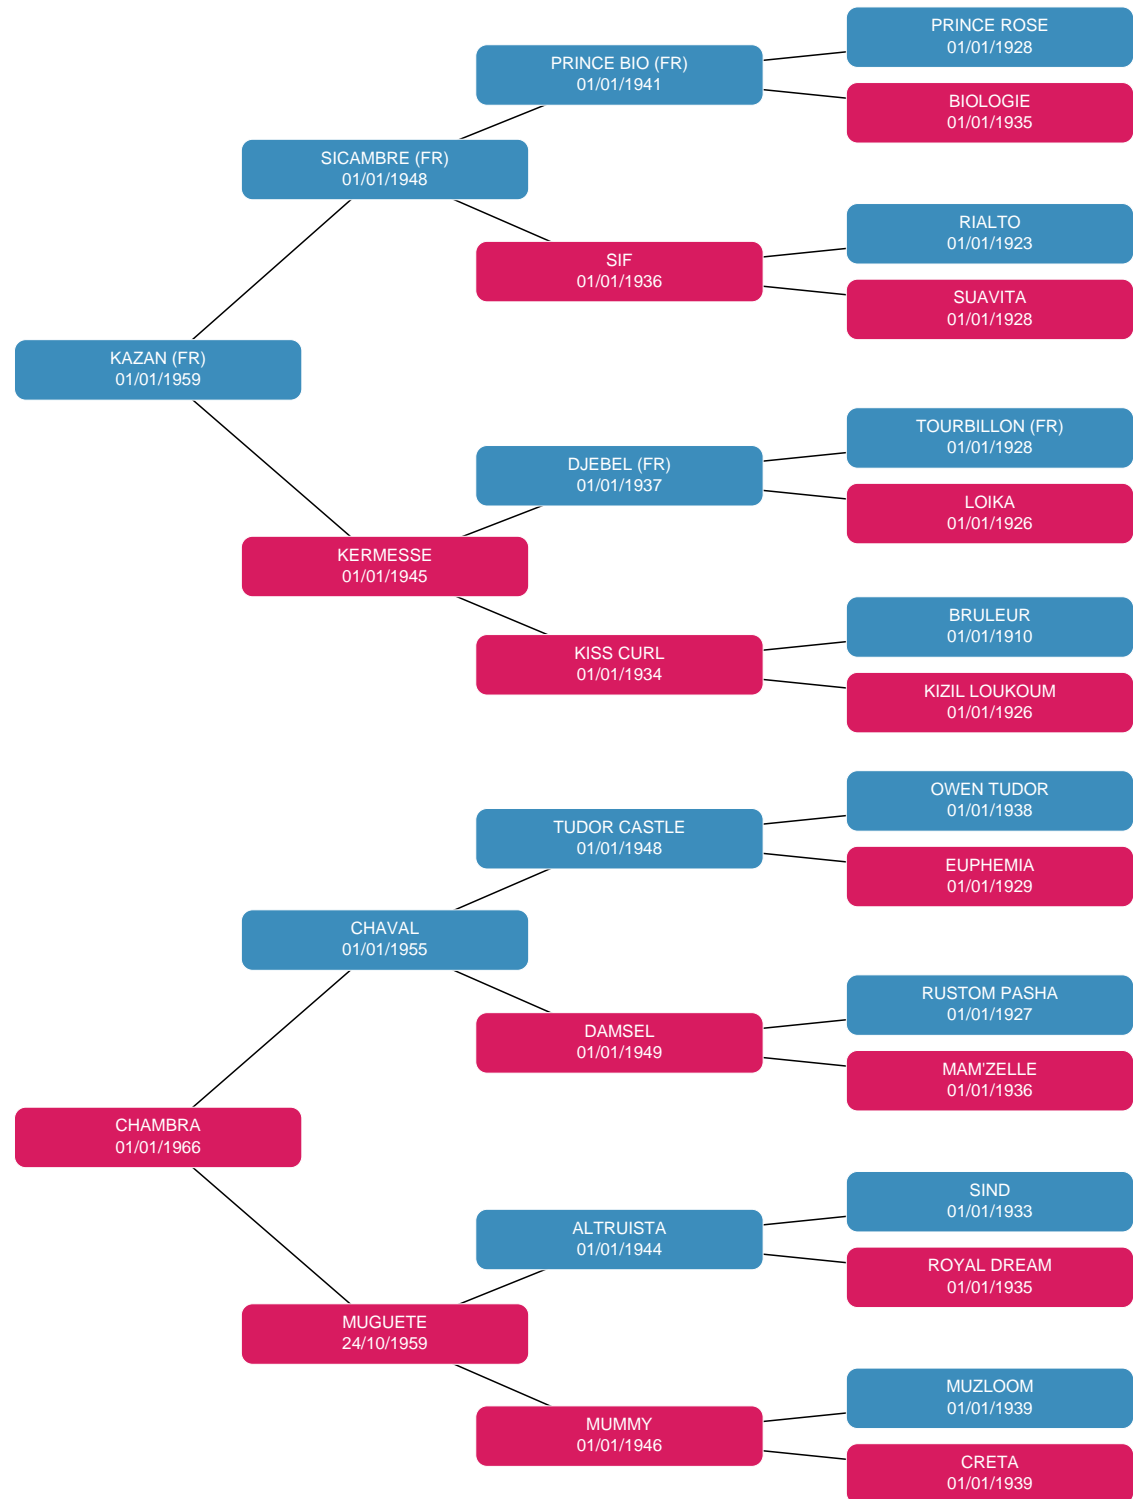 PRINCE ROSE
01/01/1928
PRINCE BIO (FR)
01/01/1941
BIOLOGIE
01/01/1935
SICAMBRE (FR)
01/01/1948
RIALTO
01/01/1923
SIF
01/01/1936
SUAVITA
01/01/1928
KAZAN (FR)
01/01/1959
TOURBILLON (FR)
01/01/1928
DJEBEL (FR)
01/01/1937
LOIKA
01/01/1926
KERMESSE
01/01/1945
BRULEUR
01/01/1910
KISS CURL
01/01/1934
KIZIL LOUKOUM
01/01/1926
OWEN TUDOR
01/01/1938
TUDOR CASTLE
01/01/1948
EUPHEMIA
01/01/1929
CHAVAL
01/01/1955
RUSTOM PASHA
01/01/1927
DAMSEL
01/01/1949
MAM'ZELLE
01/01/1936
CHAMBRA
01/01/1966
SIND
01/01/1933
ALTRUISTA
01/01/1944
ROYAL DREAM
01/01/1935
MUGUETE
24/10/1959
MUZLOOM
01/01/1939
MUMMY
01/01/1946
CRETA
01/01/1939